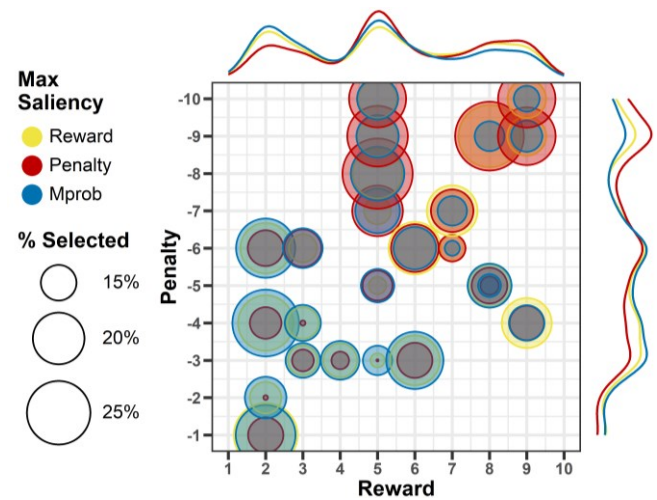 Max
Saliency
Reward
Penalty
Mprob
% Selected
15%
20%
25%
Penalty
-10
-9
-8
-7
-6
-5
-4
-3
-2
-1
1 2 3 4 5 6 7 8 9 10
Reward